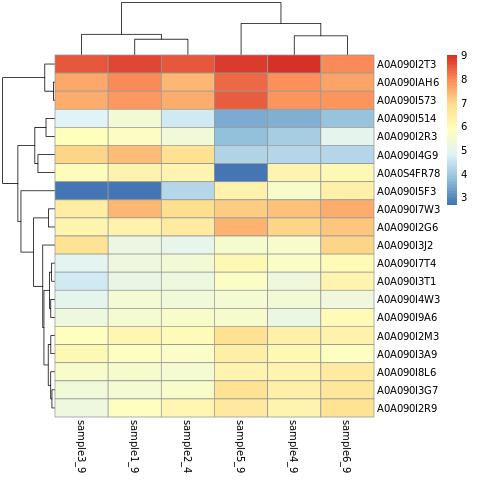 A0A090I2T3
A0A090IAH6
A0A090I573
A0A090I514
A0A090I2R3
A0A090I4G9
A0A0S4FR78
A0A090I5F3
A0A090I7W3
A0A090I2G6
A0A090I3J2
A0A090I7T4
A0A090I3T1
A0A090I4W3
A0A090I9A6
A0A090I2M3
A0A090I3A9
A0A090I8L6
A0A090I3G7
A0A090I2R9
9
8
7
6
5
4
3
sample3_9
sample1_9
sample2_4
sample5_9
sample4_9
sample6_9